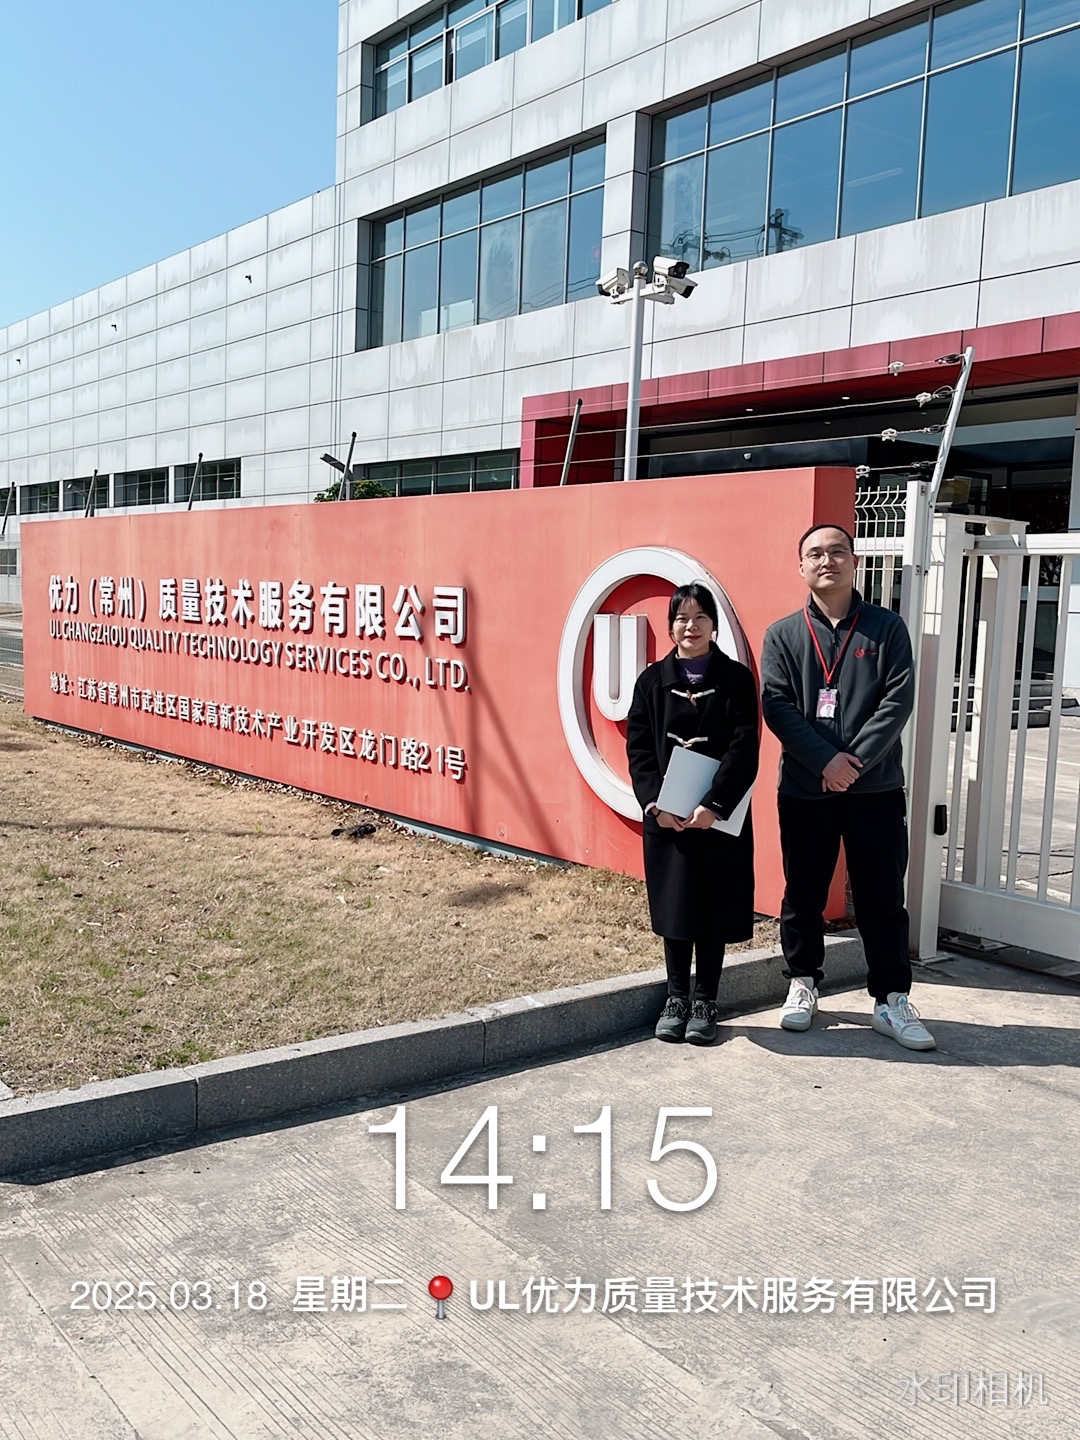 优力（常州）质量技术服务有限公司
UL CHANGZHOU QUALITY TECHNOLOGY SERVICES CO., LTD.
地址：江苏省常州市武进区国家高新技术产业开发区龙门路21号
U
14:15
2025.03.18 星期二 UL优力质量技术服务有限公司
水印相机